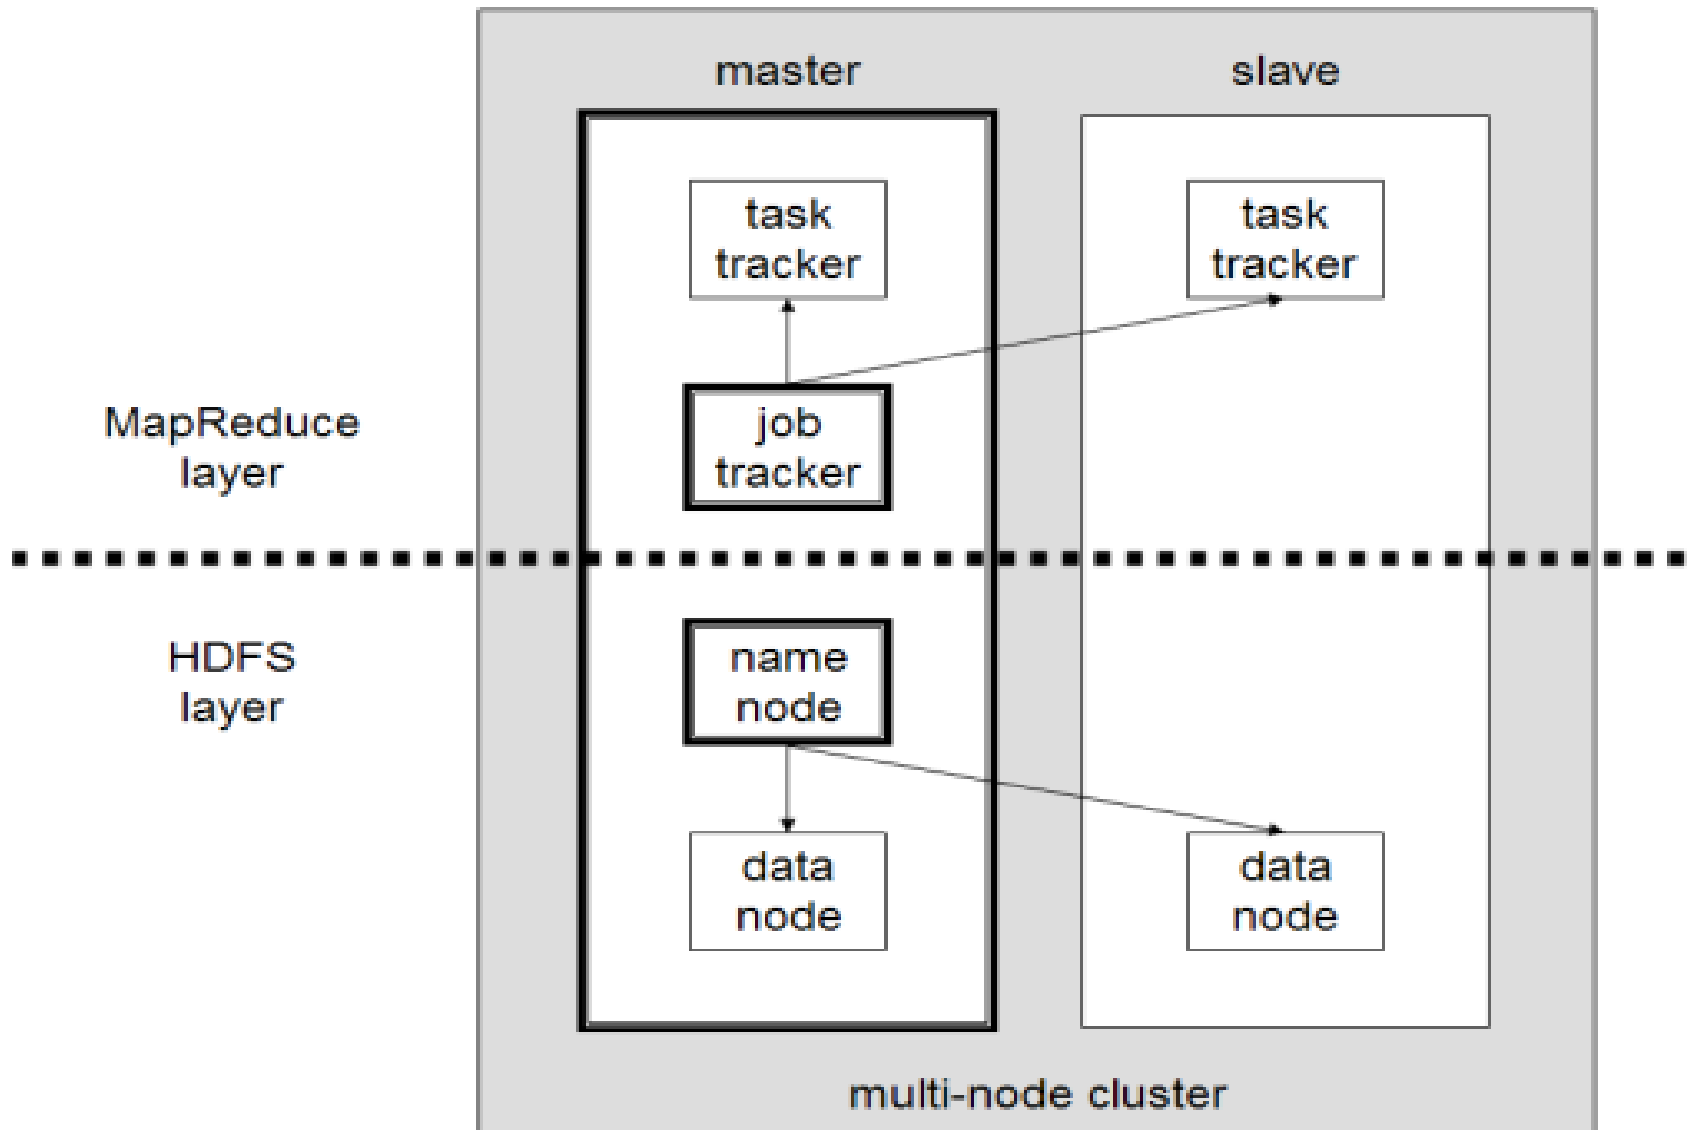 master
slave
task
tracker
task
tracker
MapReduce
layer
job
tracker
HDFS
layer
name
node
data
node
data
node
multi-node cluster